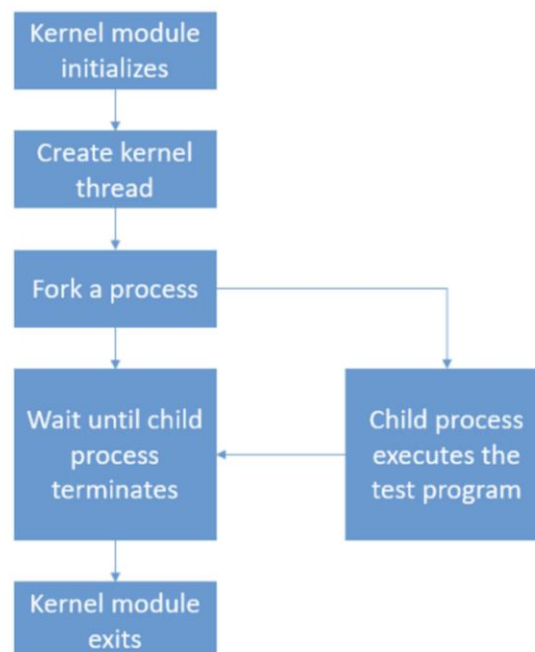 Kernel module
initializes
Create kernel
thread
Fork a process
Wait until child
process
terminates
Child process
executes the
test program
Kernel module
exits